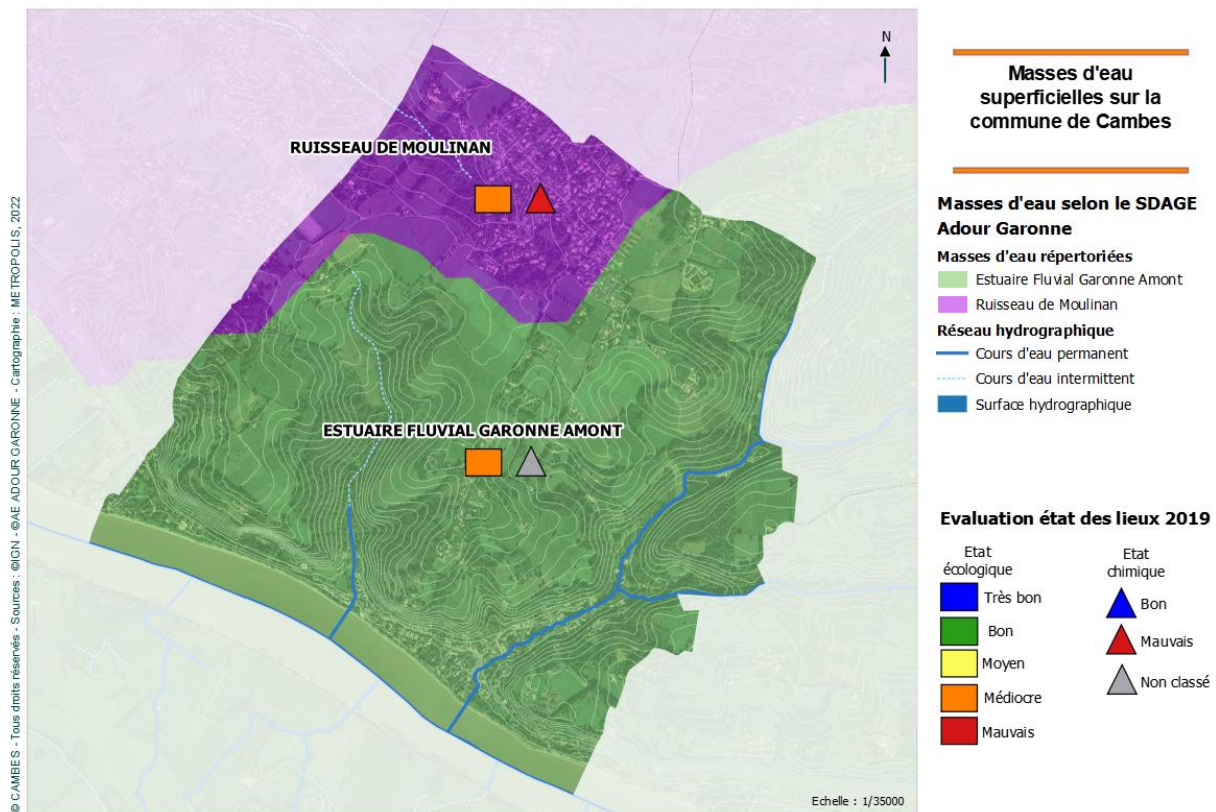 N
RUISSEAU DE MOULINAN
ESTUAIRE FLUVIAL GARONNE AMONT
Echelle : 1/35000
© CAMBES - Tous droits réservés - Sources : ©IGN - ©AE ADOUR GARONNE - Cartographie : METROPOLIS, 2022
Masses d'eau
superficielles sur la
commune de Cambes
Masses d'eau selon le SDAGE
Adour Garonne
Masses d'eau répertoriées
Estuaire Fluvial Garonne Amont
Ruisseau de Moulinan
Réseau hydrographique
Cours d'eau permanent
Cours d'eau intermittent
Surface hydrographique
Evaluation état des lieux 2019
Etat
écologique
Très bon
Bon
Moyen
Médiocre
Mauvais
Etat
chimique
Bon
Mauvais
Non classé